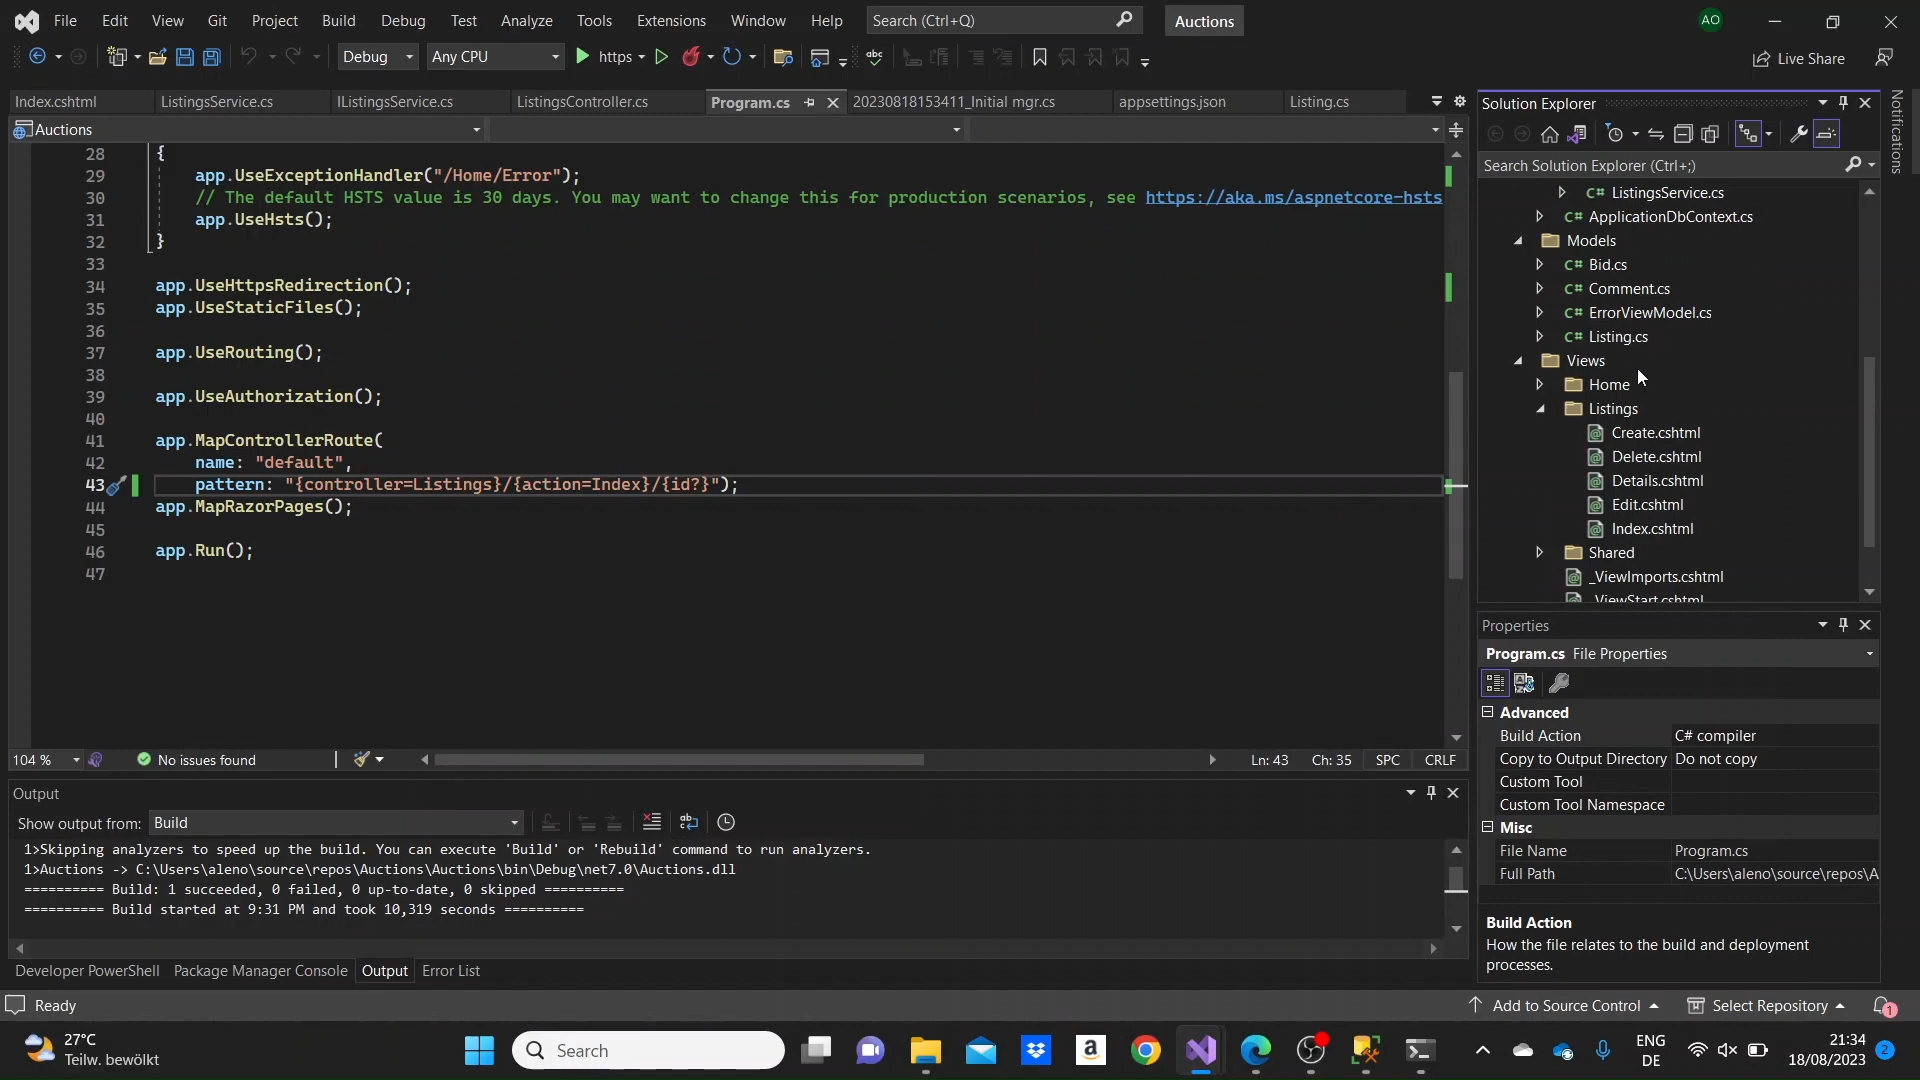 File Edit View Git Project Build Debug Test Analyze Tools Extensions Window Help Search (Ctrl+Q) Auctions AO
Debug Any CPU https Live Share
Index.cshtml ListingsService.cs IListingsService.cs ListingsController.cs Program.cs 20230818153411_Initial mgr.cs appsettings.json Listing.cs
Auctions
28 {
29 app.UseExceptionHandler("/Home/Error");
30 // The default HSTS value is 30 days. You may want to change this for production scenarios, see https://aka.ms/aspnetcore-hsts
31 app.UseHsts();
32 }
33
34 app.UseHttpsRedirection();
35 app.UseStaticFiles();
36
37 app.UseRouting();
38
39 app.UseAuthorization();
40
41 app.MapControllerRoute(
42 name: "default",
43 pattern: "{controller=Listings}/{action=Index}/{id?}");
44 app.MapRazorPages();
45
46 app.Run();
47
104 % No issues found Ln: 43 Ch: 35 SPC CRLF
Output
Show output from: Build
1>Skipping analyzers to speed up the build. You can execute 'Build' or 'Rebuild' command to run analyzers.
1>Auctions -> C:\Users\aleno\source\repos\Auctions\Auctions\bin\Debug\net7.0\Auctions.dll
========== Build: 1 succeeded, 0 failed, 0 up-to-date, 0 skipped ==========
========== Build started at 9:31 PM and took 10,319 seconds ==========
Developer PowerShell Package Manager Console Output Error List
Solution Explorer
Search Solution Explorer (Ctrl+;)
C# ListingsService.cs
C# ApplicationDbContext.cs
Models
C# Bid.cs
C# Comment.cs
C# ErrorViewModel.cs
C# Listing.cs
Views
Home
Listings
Create.cshtml
Delete.cshtml
Details.cshtml
Edit.cshtml
Index.cshtml
Shared
_ViewImports.cshtml
_ViewStart.cshtml
Notifications
Properties
Program.cs File Properties
Advanced
Build Action C# compiler
Copy to Output Directory Do not copy
Custom Tool
Custom Tool Namespace
Misc
File Name Program.cs
Full Path C:\Users\aleno\source\repos\A
Build Action
How the file relates to the build and deployment
processes.
Ready Add to Source Control Select Repository 1
27°C
Teilw. bewölkt
Search
ENG
DE
21:34
18/08/2023
2